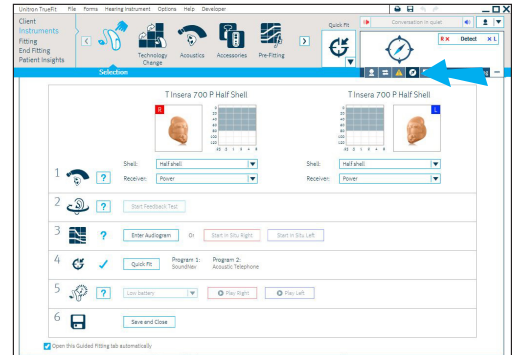 Unitron TrueFit File Forms Hearing Instrument Options Help Developer
Client
Instruments
Fitting
End Fitting
Patient Insights
Technology Change
Acoustics
Accessories
Pre-Fitting
Quick Fit
Conversation in quiet
R X Detect X L
Selection
T Insera 700 P Half Shell
T Insera 700 P Half Shell
R
L
Shell: Half shell
Shell: Half shell
Receiver: Power
Receiver: Power
1 ?
2 ? Start Feedback Test
3 ? Enter Audiogram Or Start In Situ Right Start In Situ Left
4 Quick Fit Program 1: Program 2:
SoundNav Acoustic Telephone
5 ? Low battery Play Right Play Left
6 Save and Close
Open this Guided Fitting tab automatically